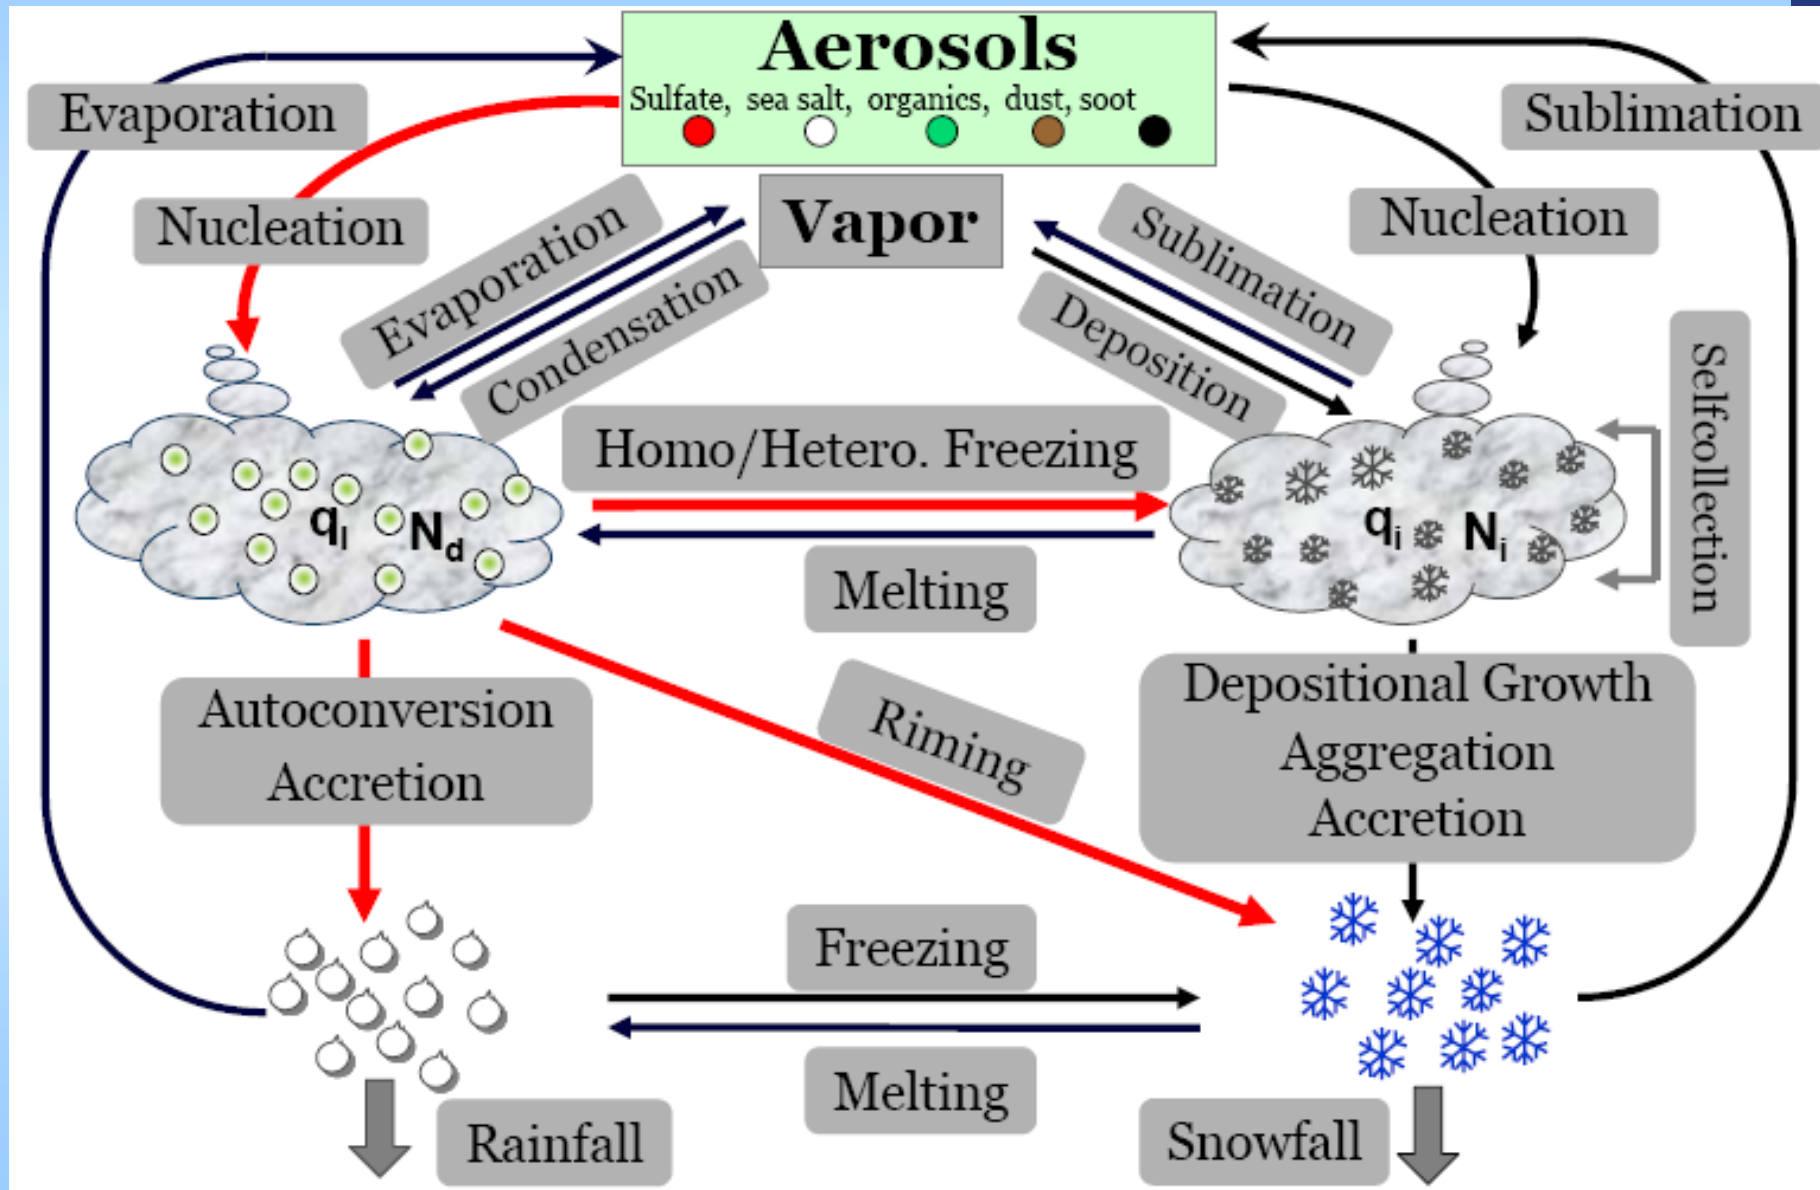 Aerosols
Sulfate, sea salt, organics, dust, soot
Evaporation
Sublimation
Nucleation
Vapor
Nucleation
Evaporation
Condensation
Sublimation
Deposition
Selfcollection
Homo/Hetero. Freezing
ql Nd
qi Ni
Melting
Autoconversion
Accretion
Riming
Depositional Growth
Aggregation
Accretion
Freezing
Melting
Rainfall
Snowfall